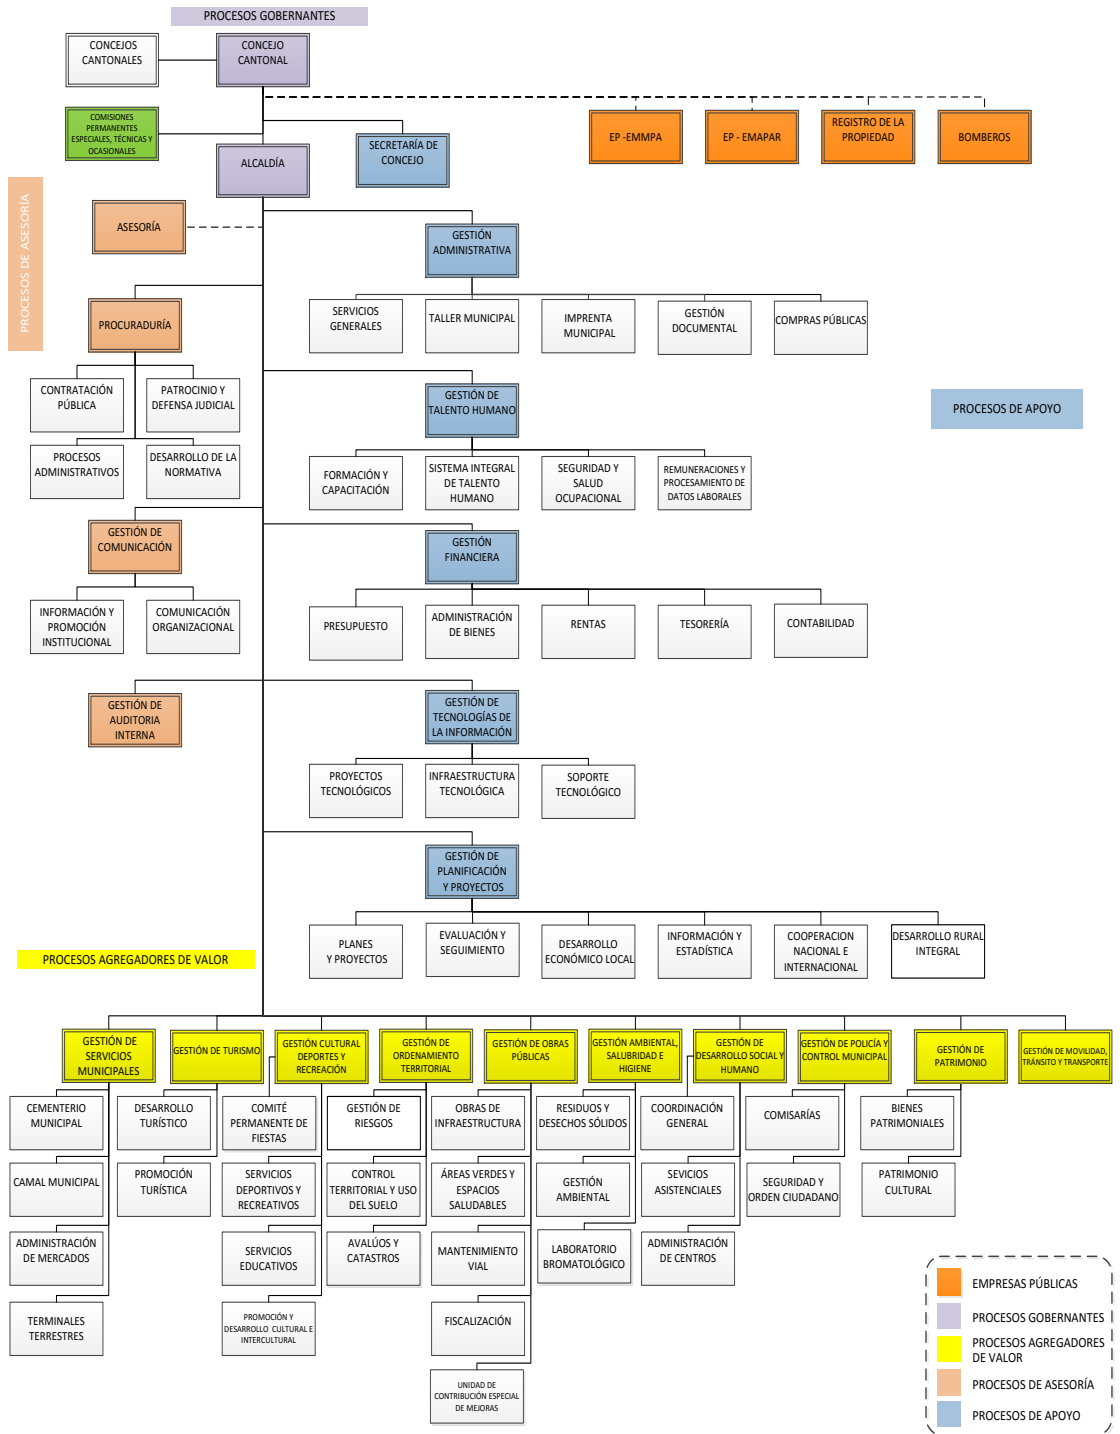 PROCESOS GOBERNANTES
CONCEJOS
CANTONALES
CONCEJO
CANTONAL
COMISIONES
PERMANENTES
ESPECIALES, TÉCNICAS Y
OCASIONALES
SECRETARÍA DE
CONCEJO
EP -EMMPA
EP - EMAPAR
REGISTRO DE LA
PROPIEDAD
BOMBEROS
ALCALDÍA
PROCESOS DE ASESORÍA
ASESORÍA
GESTIÓN
ADMINISTRATIVA
SERVICIOS
GENERALES
TALLER MUNICIPAL
IMPRENTA
MUNICIPAL
GESTIÓN
DOCUMENTAL
COMPRAS PÚBLICAS
PROCURADURÍA
CONTRATACIÓN
PÚBLICA
PATROCINIO Y
DEFENSA JUDICIAL
PROCESOS
ADMINISTRATIVOS
DESARROLLO DE LA
NORMATIVA
GESTIÓN DE
TALENTO HUMANO
PROCESOS DE APOYO
FORMACIÓN Y
CAPACITACIÓN
SISTEMA INTEGRAL
DE TALENTO
HUMANO
SEGURIDAD Y
SALUD
OCUPACIONAL
REMUNERACIONES Y
PROCESAMIENTO DE
DATOS LABORALES
GESTIÓN DE
COMUNICACIÓN
INFORMACIÓN Y
PROMOCIÓN
INSTITUCIONAL
COMUNICACIÓN
ORGANIZACIONAL
GESTIÓN
FINANCIERA
PRESUPUESTO
ADMINISTRACIÓN
DE BIENES
RENTAS
TESORERÍA
CONTABILIDAD
GESTIÓN DE
AUDITORIA
INTERNA
GESTIÓN DE
TECNOLOGÍAS DE
LA INFORMACIÓN
PROYECTOS
TECNOLÓGICOS
INFRAESTRUCTURA
TECNOLÓGICA
SOPORTE
TECNOLÓGICO
GESTIÓN DE
PLANIFICACIÓN
Y PROYECTOS
PLANES
Y PROYECTOS
EVALUACIÓN Y
SEGUIMIENTO
DESARROLLO
ECONÓMICO LOCAL
INFORMACIÓN Y
ESTADÍSTICA
COOPERACION
NACIONAL E
INTERNACIONAL
DESARROLLO RURAL
INTEGRAL
PROCESOS AGREGADORES DE VALOR
GESTIÓN DE
SERVICIOS
MUNICIPALES
GESTIÓN DE TURISMO
GESTIÓN CULTURAL
DEPORTES Y
RECREACIÓN
GESTIÓN DE
ORDENAMIENTO
TERRITORIAL
GESTIÓN DE OBRAS
PÚBLICAS
GESTIÓN AMBIENTAL,
SALUBRIDAD E
HIGIENE
GESTIÓN DE
DESARROLLO SOCIAL Y
HUMANO
GESTIÓN DE POLICÍA Y
CONTROL MUNICIPAL
GESTIÓN DE
PATRIMONIO
GESTIÓN DE MOVILIDAD,
TRÁNSITO Y TRANSPORTE
CEMENTERIO
MUNICIPAL
DESARROLLO
TURÍSTICO
COMITÉ
PERMANENTE DE
FIESTAS
GESTIÓN DE
RIESGOS
OBRAS DE
INFRAESTRUCTURA
RESIDUOS Y
DESECHOS SÓLIDOS
COORDINACIÓN
GENERAL
COMISARÍAS
BIENES
PATRIMONIALES
CAMAL MUNICIPAL
PROMOCIÓN
TURÍSTICA
SERVICIOS
DEPORTIVOS Y
RECREATIVOS
CONTROL
TERRITORIAL Y USO
DEL SUELO
ÁREAS VERDES Y
ESPACIOS
SALUDABLES
GESTIÓN
AMBIENTAL
SEVICIOS
ASISTENCIALES
SEGURIDAD Y
ORDEN CIUDADANO
PATRIMONIO
CULTURAL
ADMINISTRACIÓN
DE MERCADOS
SERVICIOS
EDUCATIVOS
AVALÚOS Y
CATASTROS
MANTENIMIENTO
VIAL
LABORATORIO
BROMATOLÓGICO
ADMINISTRACIÓN
DE CENTROS
TERMINALES
TERRESTRES
PROMOCIÓN Y
DESARROLLO CULTURAL E
INTERCULTURAL
FISCALIZACIÓN
UNIDAD DE
CONTRIBUCIÓN ESPECIAL
DE MEJORAS
EMPRESAS PÚBLICAS
PROCESOS GOBERNANTES
PROCESOS AGREGADORES
DE VALOR
PROCESOS DE ASESORÍA
PROCESOS DE APOYO